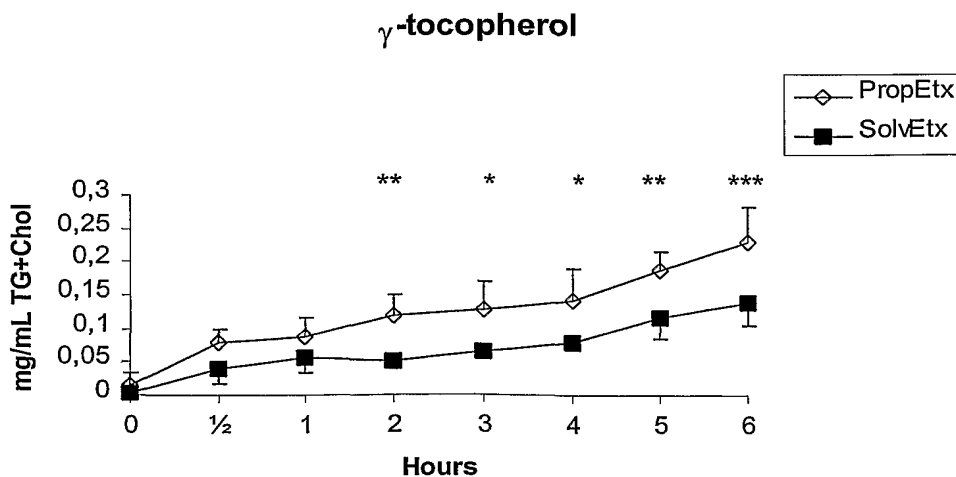 γ-tocopherol
PropEtx
SolvEtx
** * * ** ***
mg/mL TG+Chol
0,3
0,25
0,2
0,15
0,1
0,05
0
0 ½ 1 2 3 4 5 6
Hours